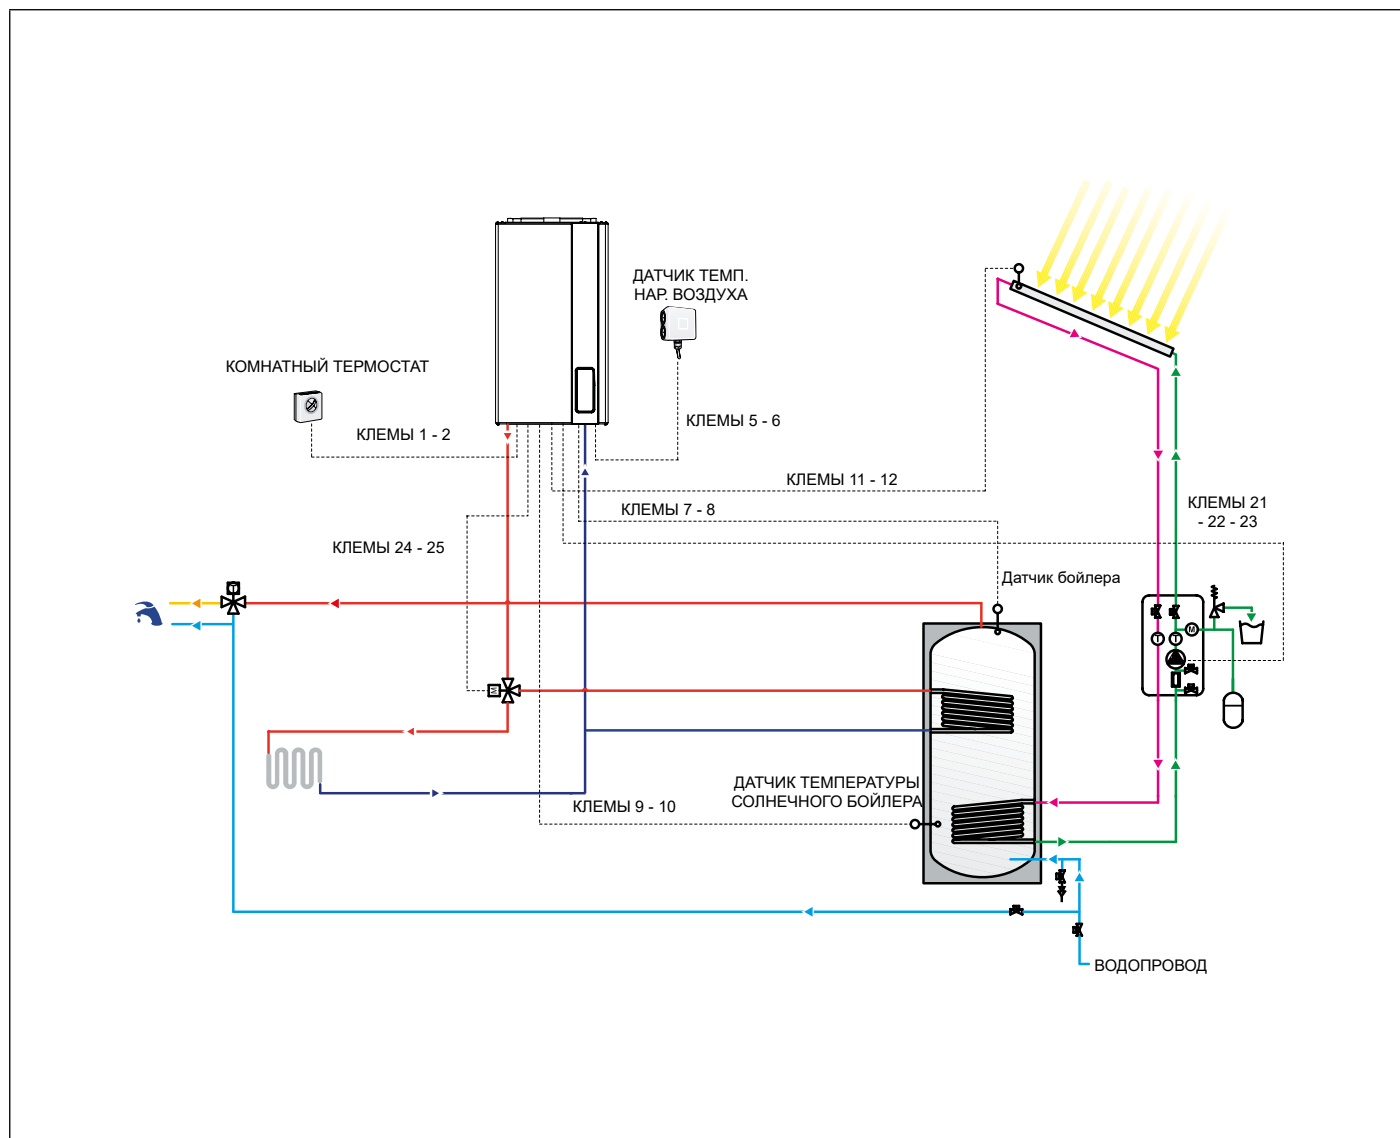 ДАТЧИК ТЕМП.
НАР. ВОЗДУХА
КОМНАТНЫЙ ТЕРМОСТАТ
КЛЕМЫ 5 - 6
КЛЕМЫ 1 - 2
КЛЕМЫ 11 - 12
КЛЕМЫ 7 - 8
КЛЕМЫ 21
- 22 - 23
КЛЕМЫ 24 - 25
Датчик бойлера
T
M
T
T
M
ДАТЧИК ТЕМПЕРАТУРЫ
СОЛНЕЧНОГО БОЙЛЕРА
КЛЕМЫ 9 - 10
ВОДОПРОВОД